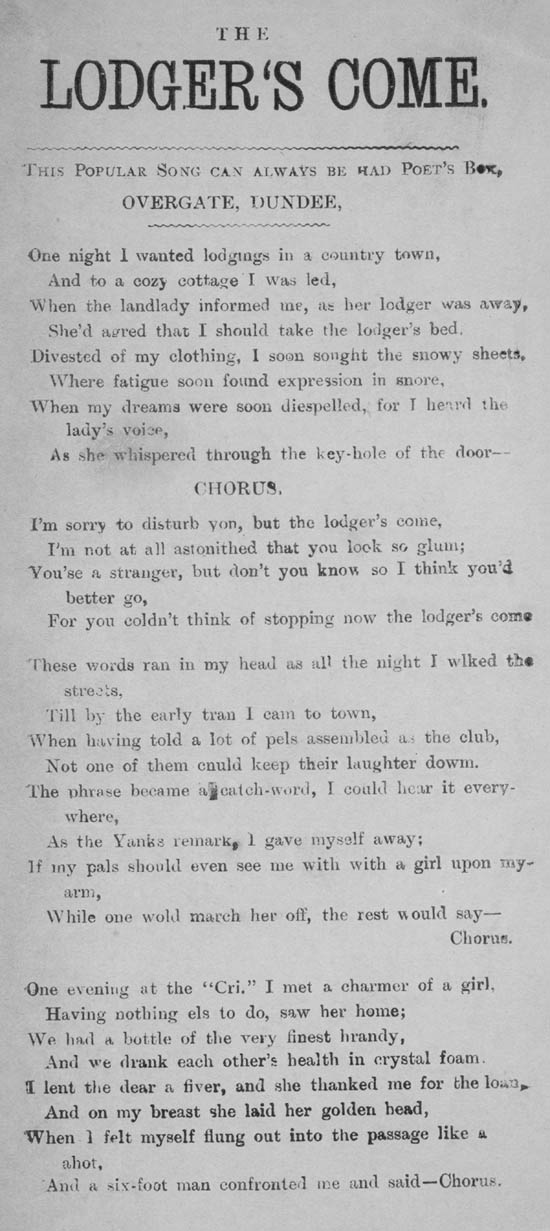 THE
LODGER'S COME.
THIS POPULAR SONG CAN ALWAYS BE HAD POET'S BOX,
OVERGATE, DUNDEE,
One night I wanted lodgings in a country town,
And to a cozy cottage I was led,
When the landlady informed me, as her lodger was away,
She'd agred that I should take the lodger's bed.
Divested of my clothing, I soon sought the snowy sheets,
Where fatigue soon found expression in snore,
When my dreams were soon diespelled, for I heard the
lady's voice,
As she whispered through the key-hole of the door--
CHORUS.
I'm sorry to disturb yon, but the lodger's come,
I'm not at all astonithed that you look so glum;
You'se a stranger, but don't you know so I think you'd
better go,
For you coldn't think of stopping now the lodger's come
These words ran in my head as all the night I wlked the
streets,
Till by the early tran I cam to town,
When having told a lot of pels assembled as the club,
Not one of them cnuld keep their laughter dowm.
The phrase became a catch-word, I could hear it every-
where,
As the Yanks remark, I gave myself away;
If my pals should even see me with with a girl upon my-
arm,
While one wold march her off, the rest would say—
Chorus.
One evening at the "Cri." I met a charmer of a girl,
Having nothing els to do, saw her home;
We had a bottle of the very finest hrandy,
And we drank each other's health in crystal foam.
I lent the dear a fiver, and she thanked me for the loan,
And on my breast she laid her golden head,
When I felt myself flung out into the passage like a
ahot,
And a six-foot man confronted me and said—Chorus.